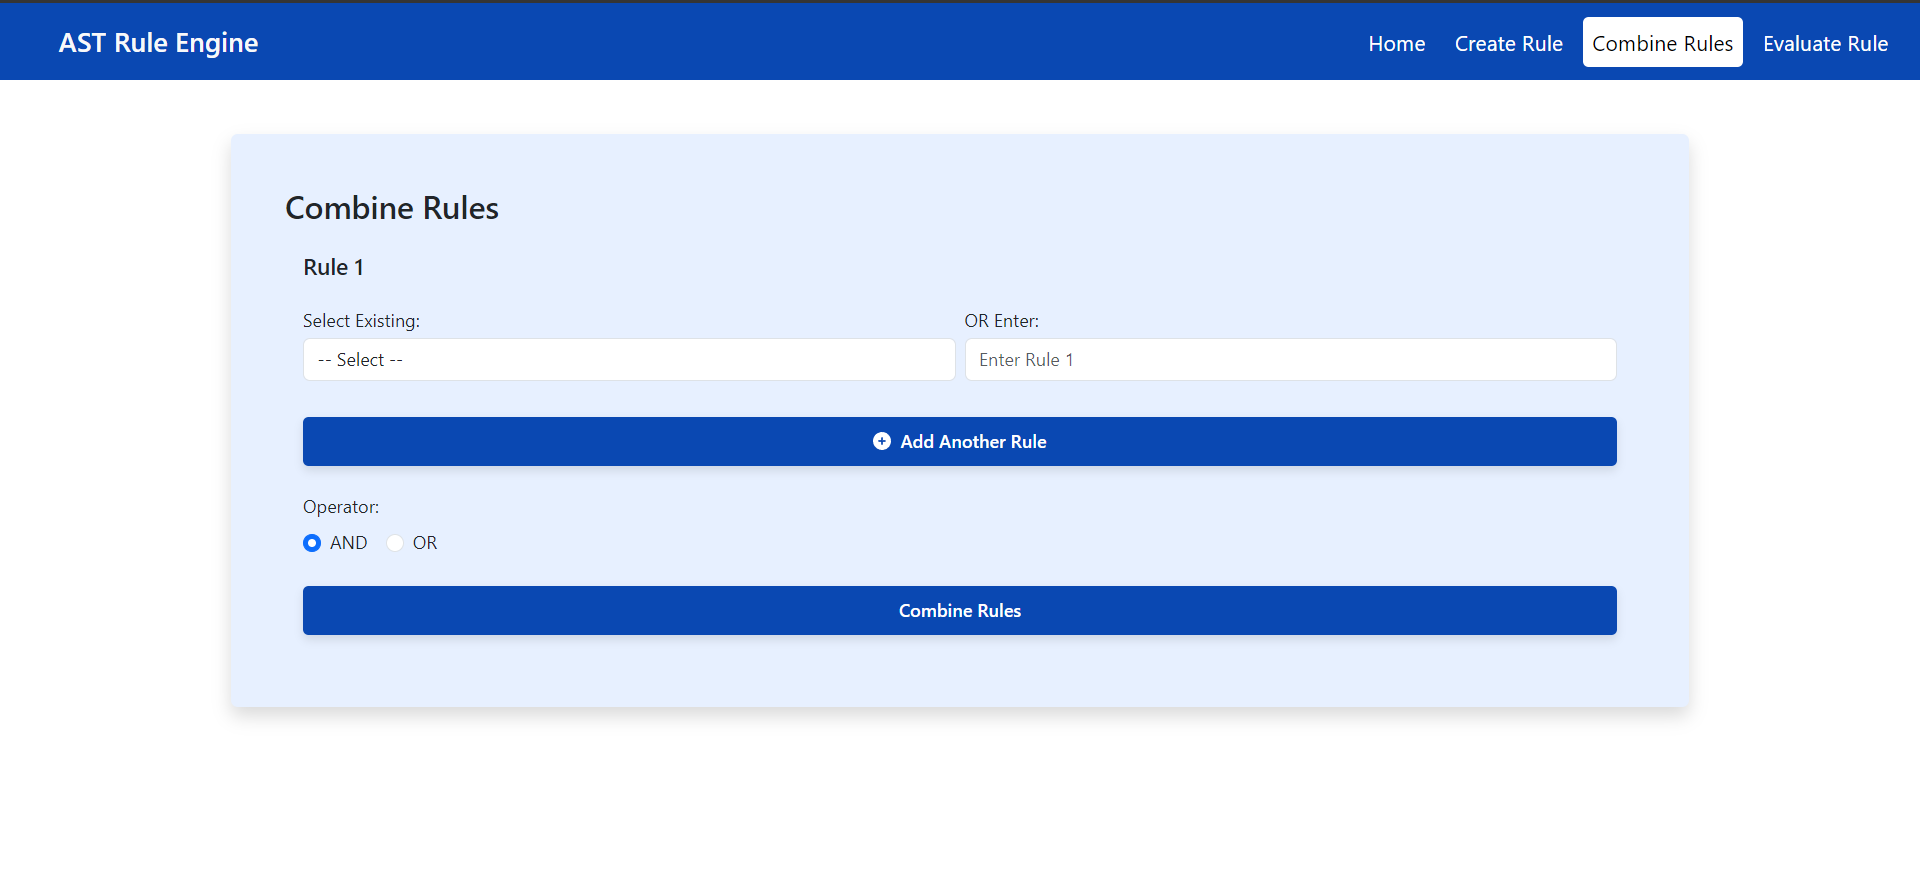 AST Rule Engine
Home Create Rule Combine Rules Evaluate Rule
Combine Rules
Rule 1
Select Existing: OR Enter:
-- Select -- Enter Rule 1
Add Another Rule
Operator:
AND OR
Combine Rules